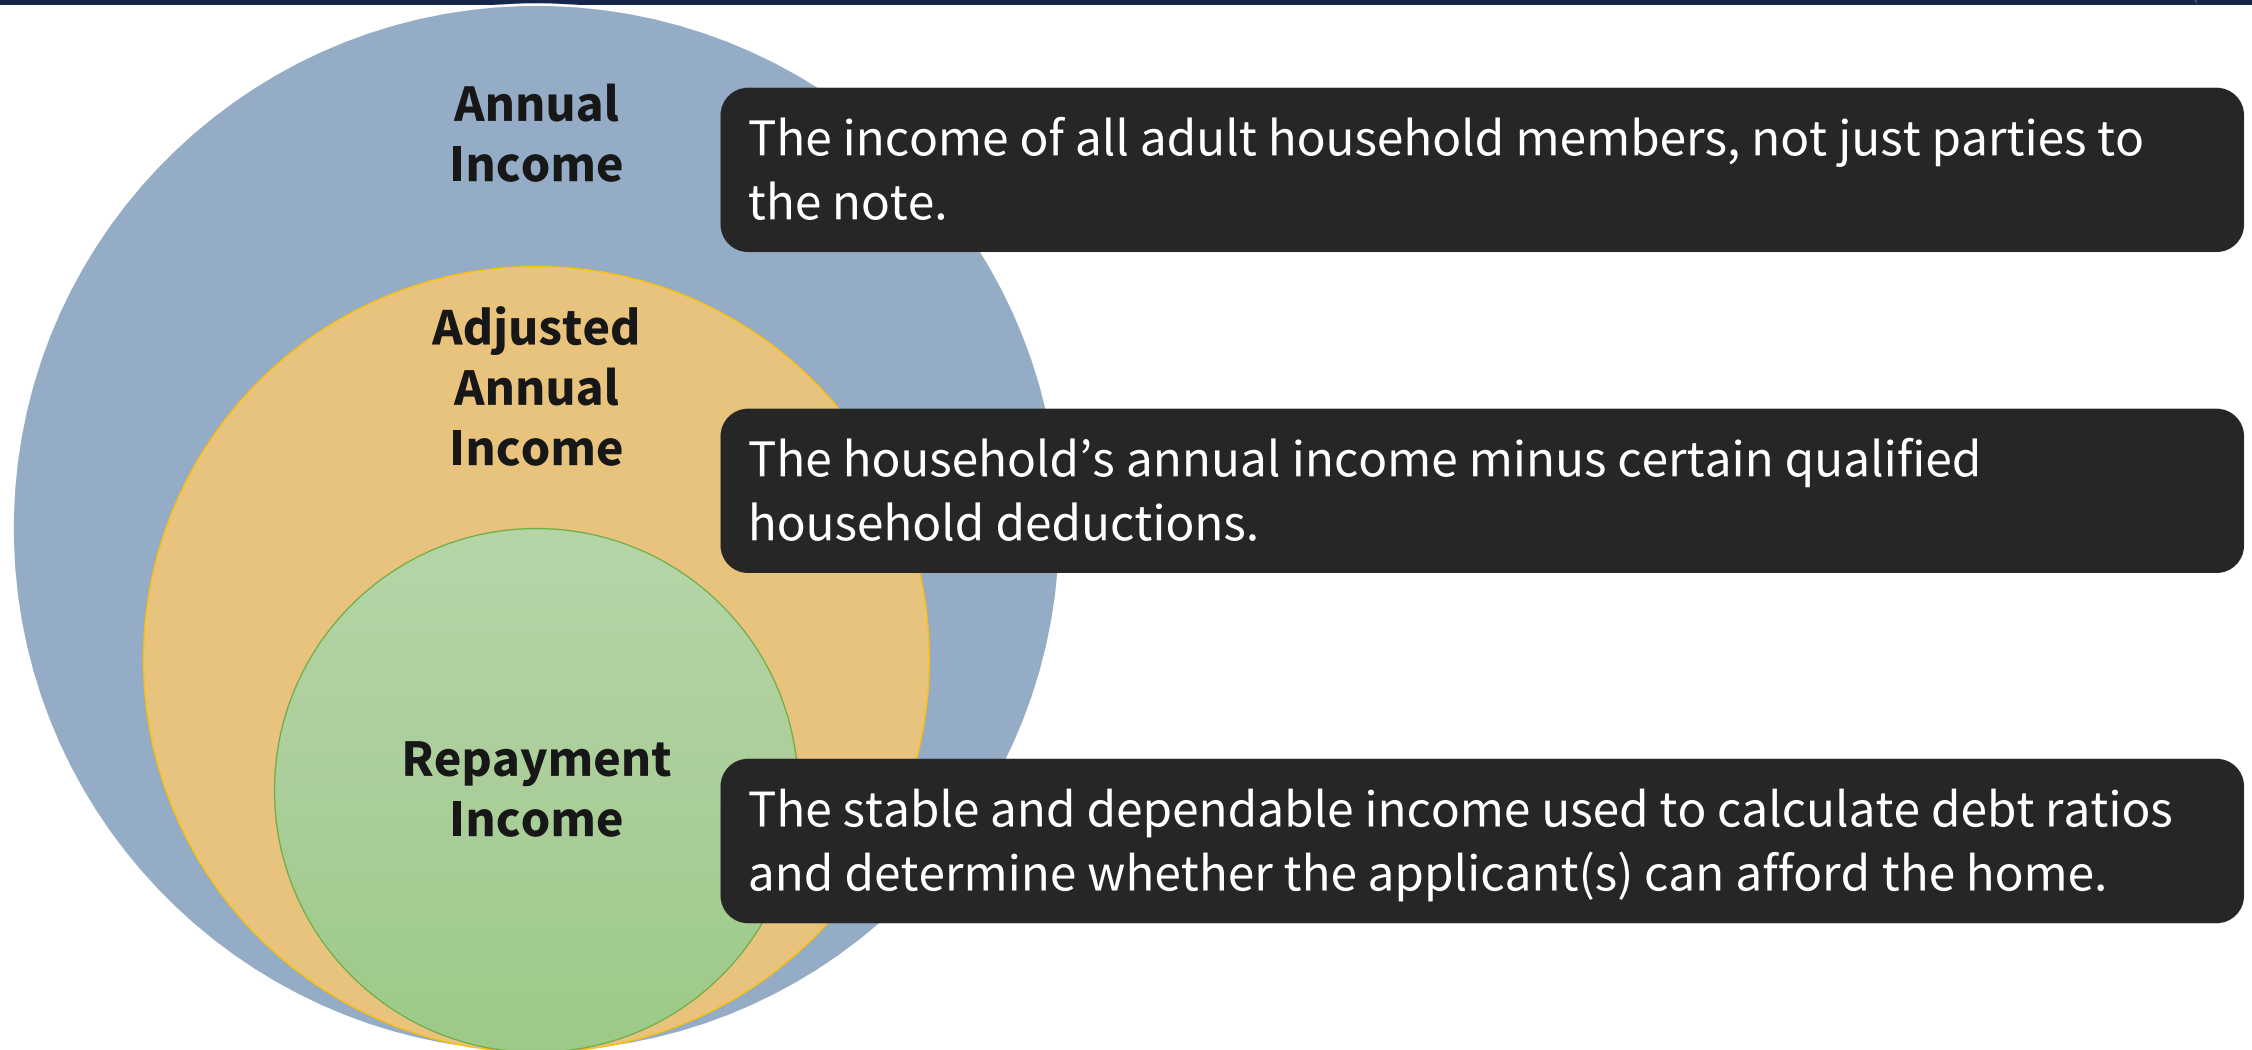 Annual
Income
The income of all adult household members, not just parties to
the note.
Adjusted
Annual
Income
The household’s annual income minus certain qualified
household deductions.
Repayment
Income
The stable and dependable income used to calculate debt ratios
and determine whether the applicant(s) can afford the home.